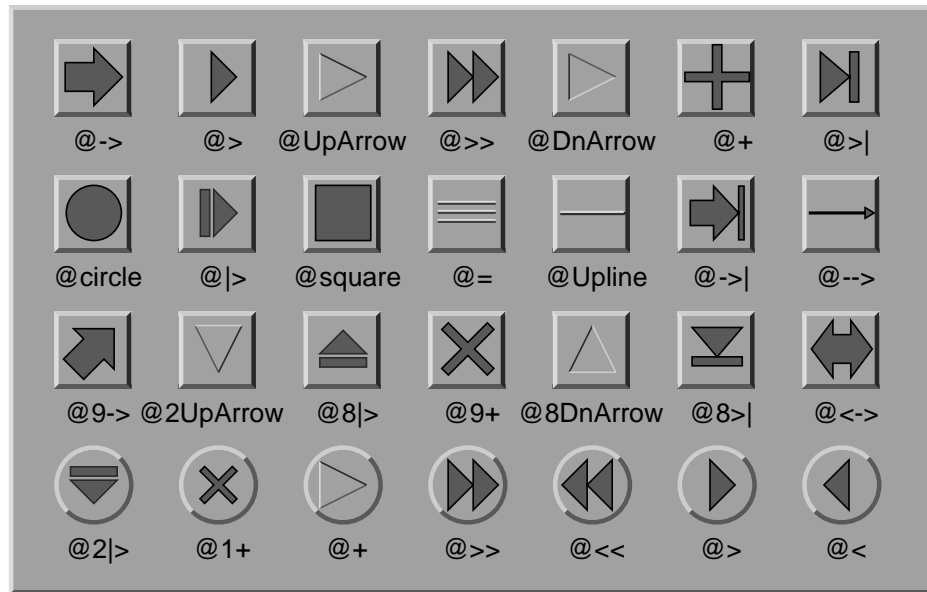 @-> @> @UpArrow @>> @DnArrow @+ @>|
@circle @|> @square @= @Upline @->| @-->
@9-> @2UpArrow @8|> @9+ @8DnArrow @8>| @<->
@2|> @1+ @+ @>> @<< @> @<